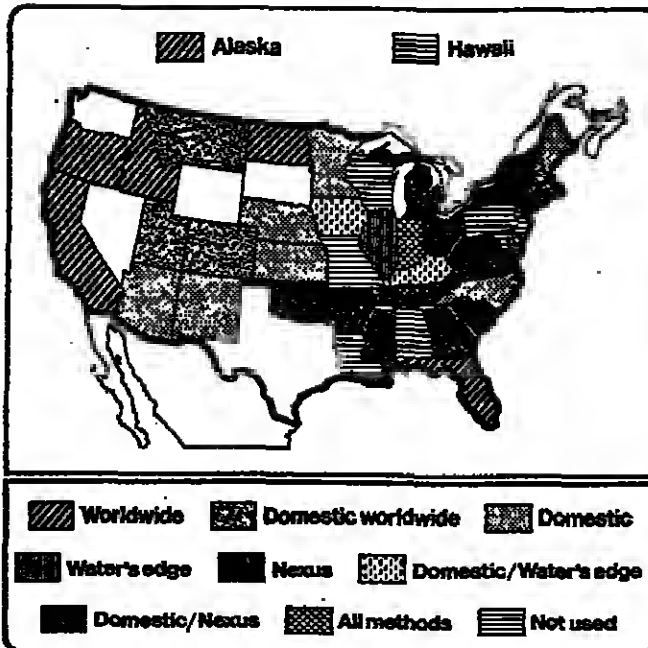 Alaska Hawaii
Worldwide Domestic worldwide Domestic
Water's edge Nexus Domestic/Water's edge
Domestic/Nexus All methods Not used